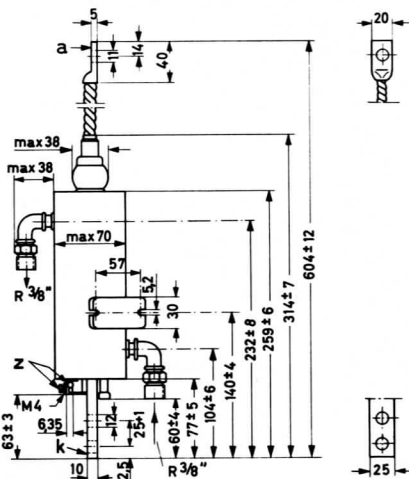 5
20
a
11
14
40
max 38
max 38
max 70
57
5,2
30
R 3/8"
Z
M4
6,35
63 ± 3
k
12
25±1
10
2,5
60±4
77 ± 5
104 ± 6
140 ± 4
232 ± 8
259 ± 6
314 ± 7
604 ± 12
R 3/8"
25